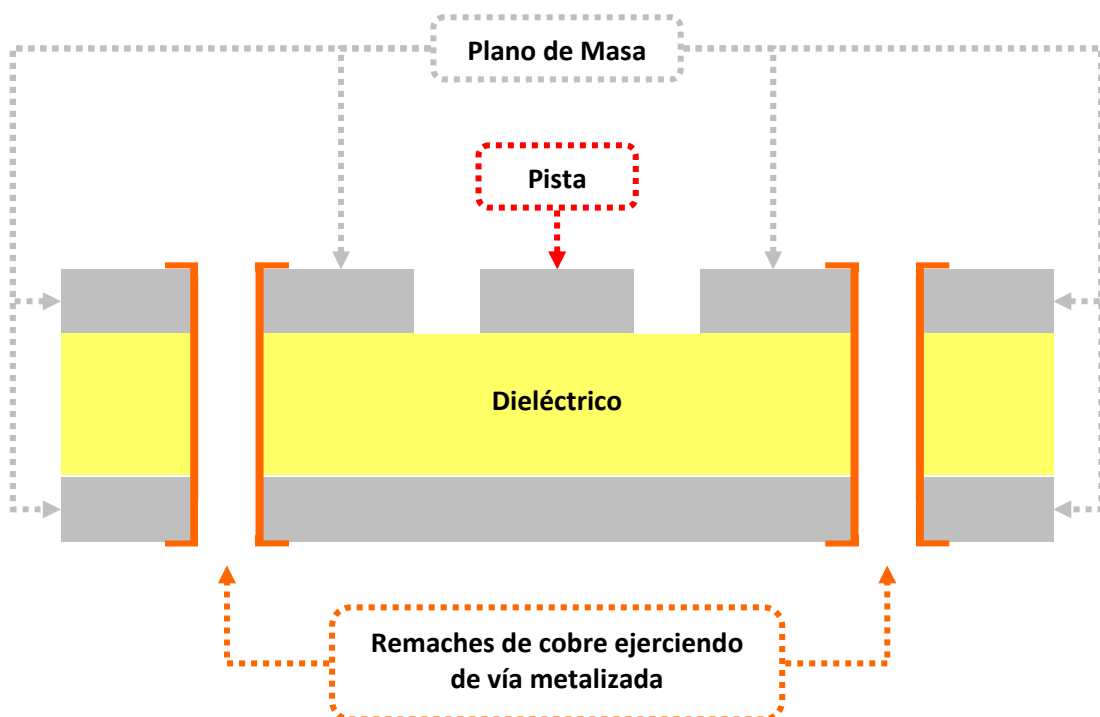 Plano de Masa
Pista
Dieléctrico
Remaches de cobre ejerciendo
de vía metalizada